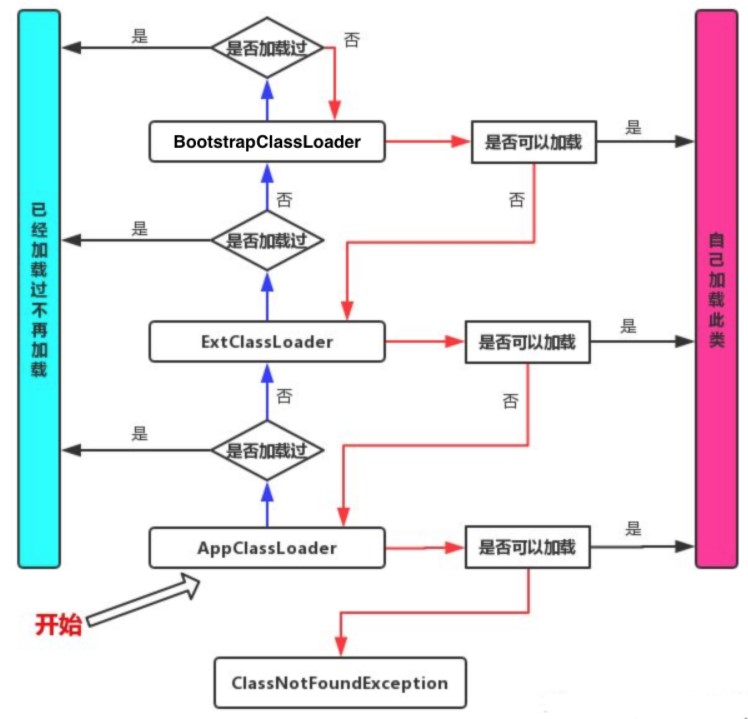 是
是否加载过
否
BootstrapClassLoader
是否可以加载
是
否
否
是
是否加载过
已经加载过不再加载
自己加载此类
ExtClassLoader
是否可以加载
是
否
否
是
是否加载过
AppClassLoader
是否可以加载
是
开始
ClassNotFoundException